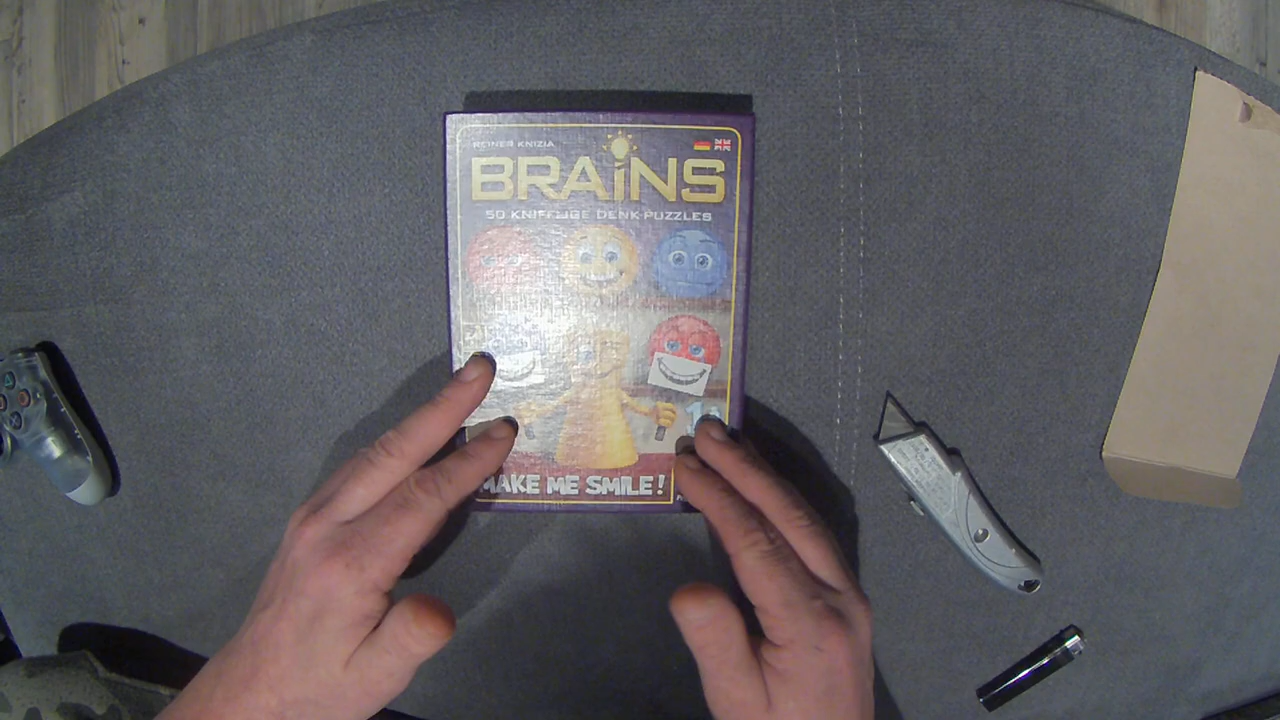 REINER KNIZIA
BRAiNS
50 KNIFFLIGE DENK-PUZZLES
MAKE ME SMILE!